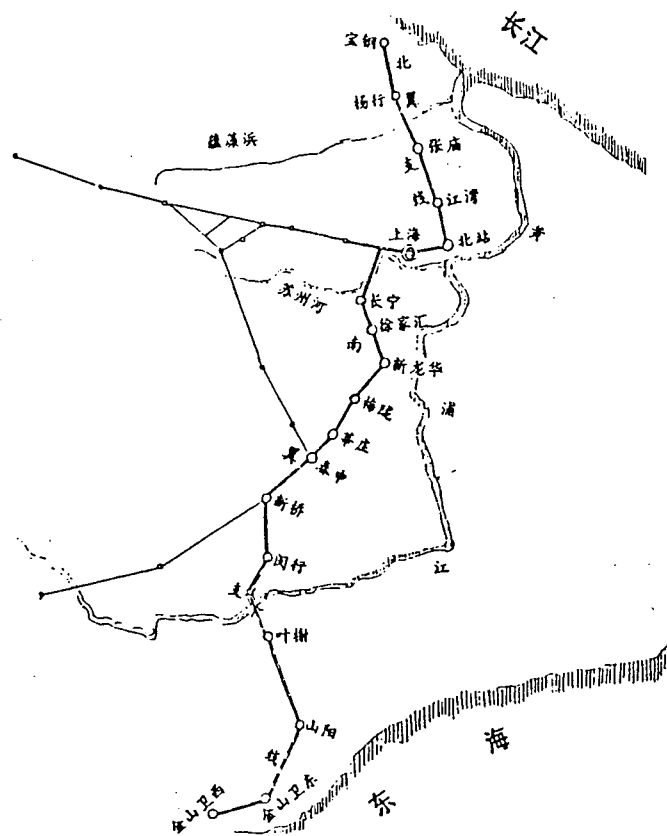 长江
宝钢
北
杨行
翼
蕰藻浜
张庙
支
线
江湾
上海
北站
黄
苏州河
长宁
徐家汇
南
新龙华
梅陇
浦
莘庄
翼
春申
新桥
闵行
江
支
叶榭
山阳
线
海
金山卫东
金山卫西
东